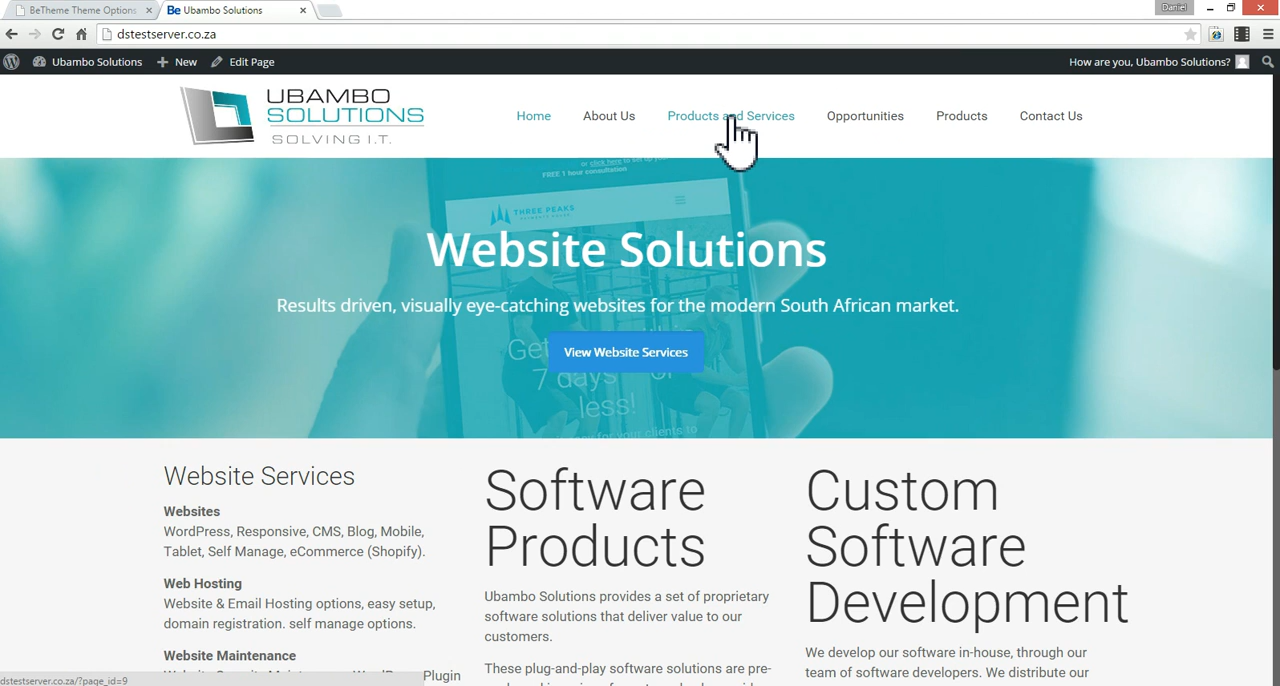 BeTheme Theme Options
Be Ubambo Solutions
Daniel
dstestserver.co.za
Ubambo Solutions
New
Edit Page
How are you, Ubambo Solutions?
UBAMBO
SOLUTIONS
SOLVING I.T.
Home
About Us
Products and Services
Opportunities
Products
Contact Us
or click here to set up your
FREE 1 hour consultation
THREE PEAKS
Website Solutions
Results driven, visually eye-catching websites for the modern South African market.
View Website Services
7 days
less!
for your clients to
Website Services
Websites
WordPress, Responsive, CMS, Blog, Mobile,
Tablet, Self Manage, eCommerce (Shopify).
Web Hosting
Website & Email Hosting options, easy setup,
domain registration. self manage options.
Website Maintenance
Plugin
Software
Products
Ubambo Solutions provides a set of proprietary
software solutions that deliver value to our
customers.
These plug-and-play software solutions are pre-
Custom
Software
Development
We develop our software in-house, through our
team of software developers. We distribute our
dstestserver.co.za/?page_id=9